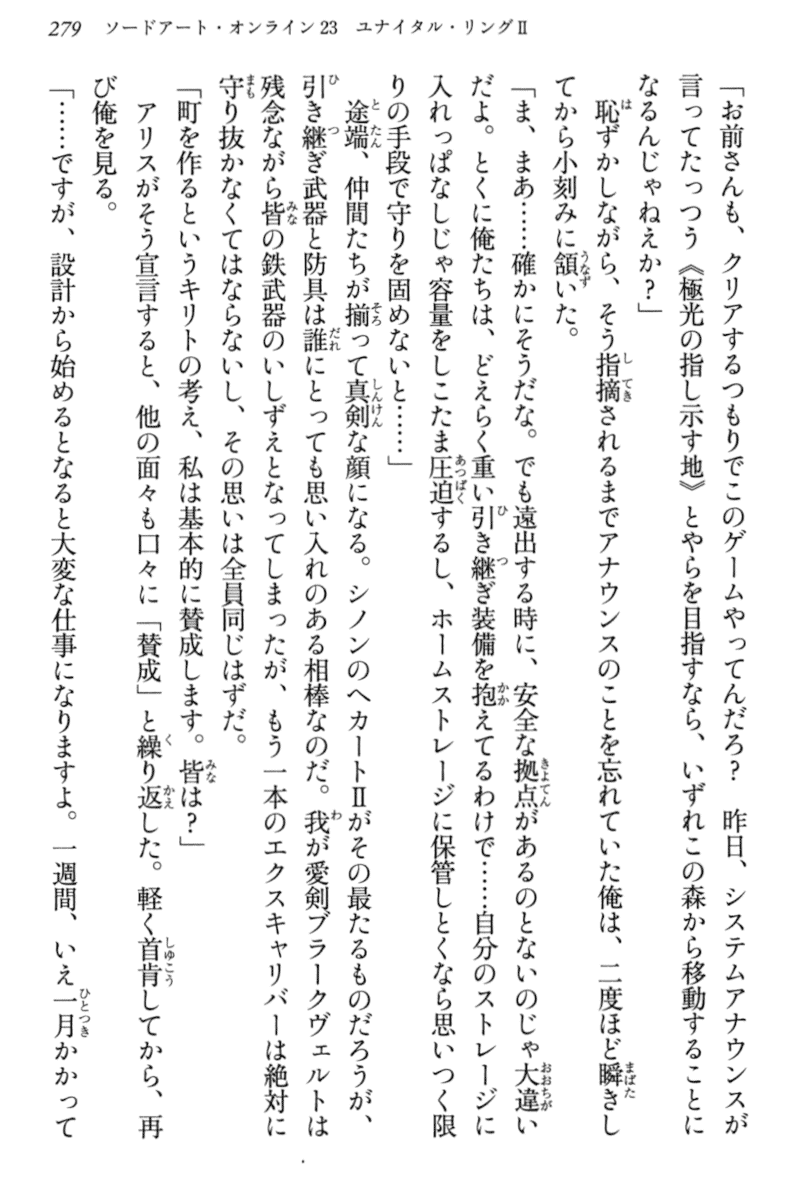 279 ソードアート・オンライン23 ユナイタル・リングⅡ
「お前さんも、クリアするつもりでこのゲームやってんだろ？ 昨日、システムアナウンスが
言ってたっつう《極光の指し示す地》とやらを目指すなら、いずれこの森から移動することに
なるんじゃねえか？」
恥ずかしながら、そう指摘されるまでアナウンスのことを忘れていた俺は、二度ほど瞬きし
てから小刻みに頷いた。
「ま、まあ……確かにそうだな。でも遠出する時に、安全な拠点があるのとないのじゃ大違い
だよ。とくに俺たちは、どえらく重い引き継ぎ装備を抱えてるわけで……自分のストレージに
入れっぱなしじゃ容量をしこたま圧迫するし、ホームストレージに保管しとくなら思いつく限
りの手段で守りを固めないと……」
途端、仲間たちが揃って真剣な顔になる。シノンのヘカートⅡがその最たるものだろうが、
引き継ぎ武器と防具は誰にとっても思い入れのある相棒なのだ。我が愛剣ブラークヴェルトは
残念ながら皆の鉄武器のいしずえとなってしまったが、もう一本のエクスキャリバーは絶対に
守り抜かなくてはならないし、その思いは全員同じはずだ。
「町を作るというキリトの考え、私は基本的に賛成します。皆は？」
アリスがそう宣言すると、他の面々も口々に「賛成」と繰り返した。軽く首肯してから、再
び俺を見る。
「……ですが、設計から始めるとなると大変な仕事になりますよ。一週間、いえ一月かかって